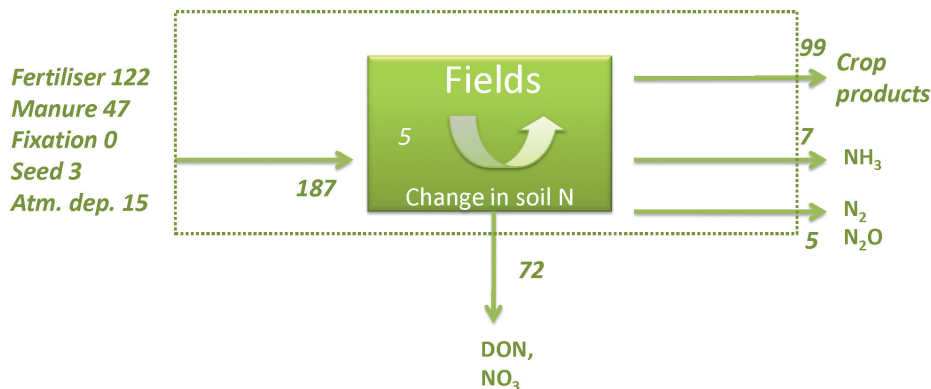 Fertiliser 122
Manure 47
Fixation 0
Seed 3
Atm. dep. 15
187
Fields
5
Change in soil N
99
Crop
products
7
NH₃
N₂
5
N₂O
72
DON,
NO₃